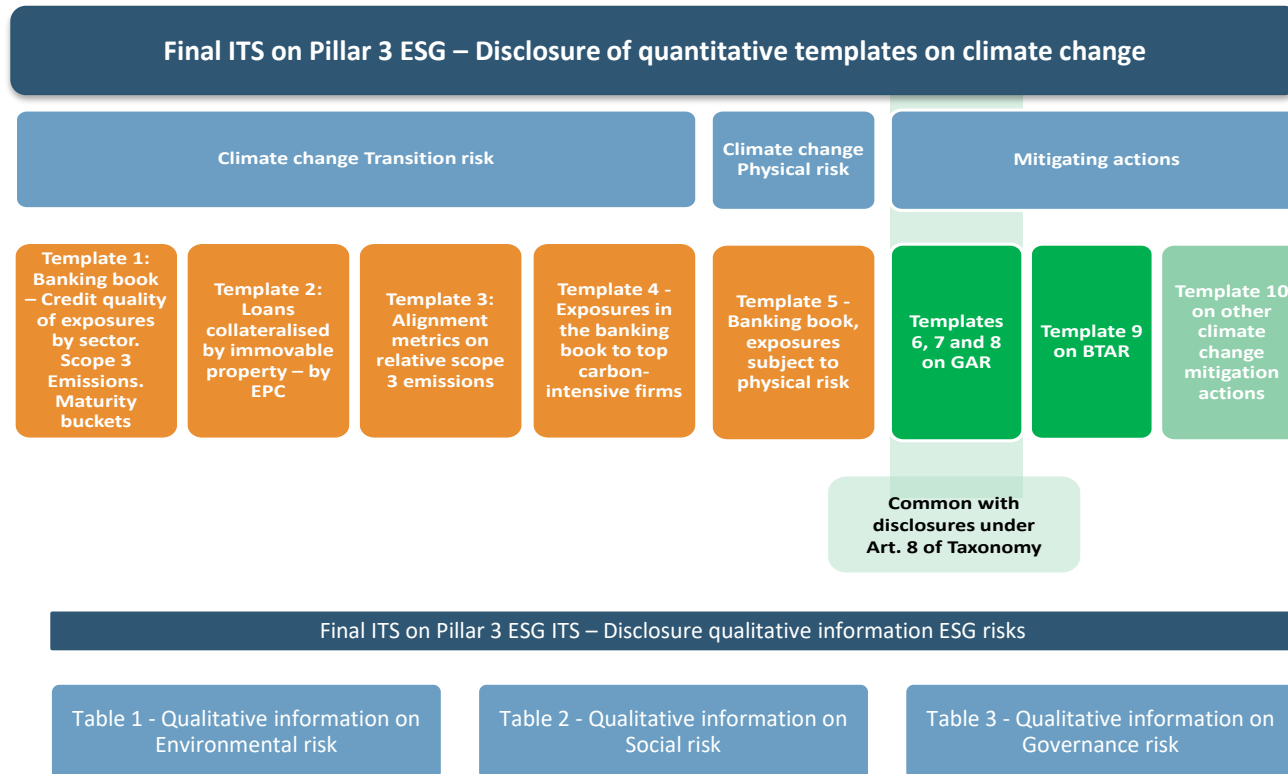 Final ITS on Pillar 3 ESG – Disclosure of quantitative templates on climate change
Climate change Transition risk
Climate change
Physical risk
Mitigating actions
Template 1:
Banking book
– Credit quality
of exposures
by sector.
Scope 3
Emissions.
Maturity
buckets
Template 2:
Loans
collateralised
by immovable
property – by
EPC
Template 3:
Alignment
metrics on
relative scope
3 emissions
Template 4 -
Exposures in
the banking
book to top
carbon-
intensive firms
Template 5 -
Banking book,
exposures
subject to
physical risk
Templates
6, 7 and 8
on GAR
Template 9
on BTAR
Template 10
on other
climate
change
mitigation
actions
Common with
disclosures under
Art. 8 of Taxonomy
Final ITS on Pillar 3 ESG ITS – Disclosure qualitative information ESG risks
Table 1 - Qualitative information on
Environmental risk
Table 2 - Qualitative information on
Social risk
Table 3 - Qualitative information on
Governance risk